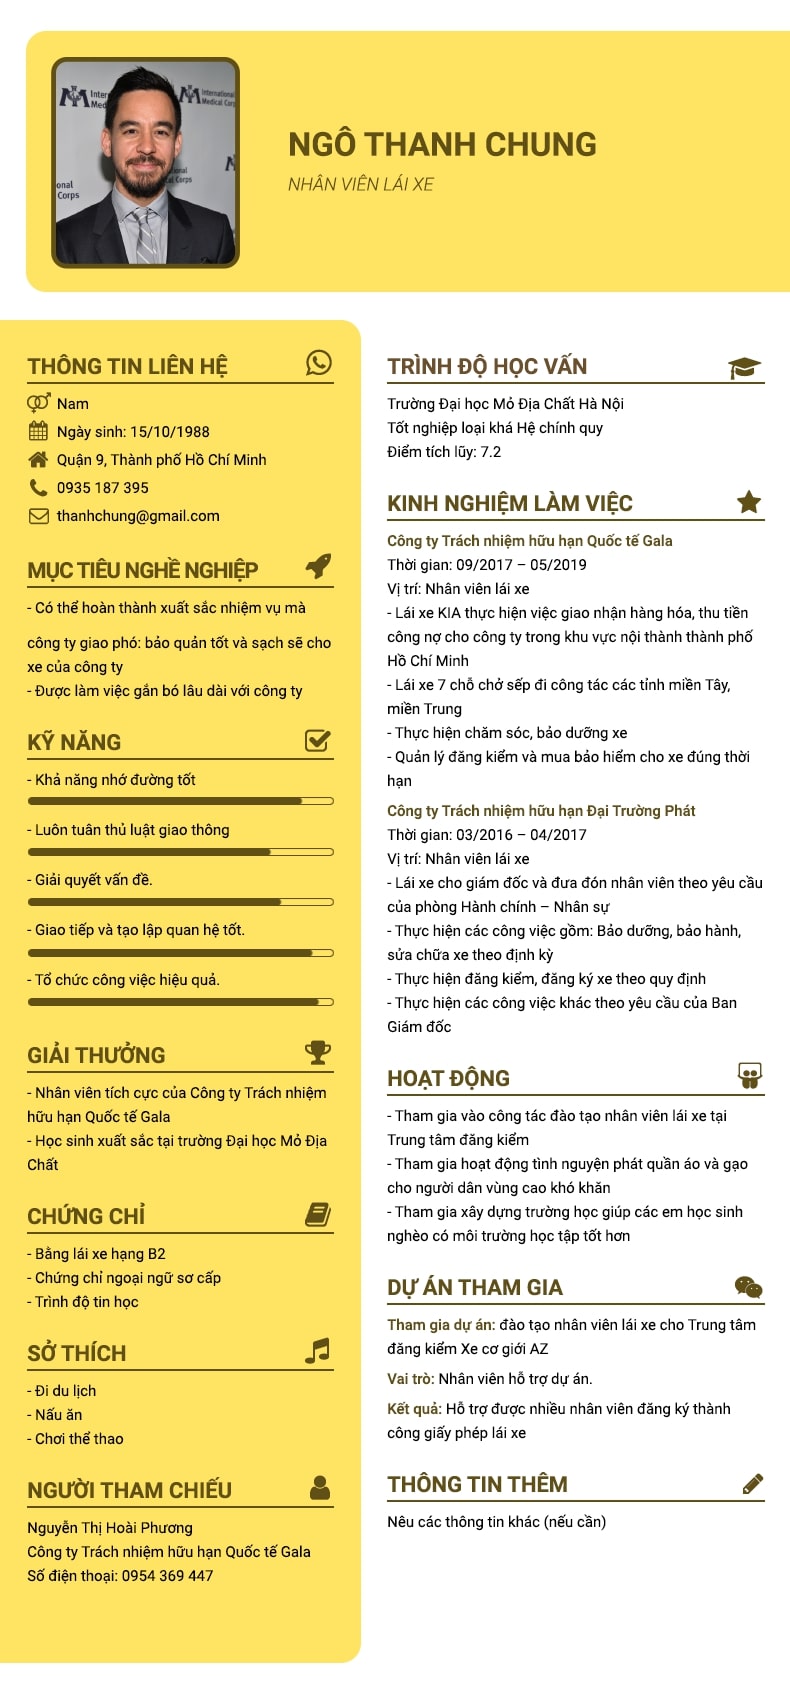 International
Medical Corps
NGÔ THANH CHUNG
NHÂN VIÊN LÁI XE
THÔNG TIN LIÊN HỆ
Nam
Ngày sinh: 15/10/1988
Quận 9, Thành phố Hồ Chí Minh
0935 187 395
thanhchung@gmail.com
MỤC TIÊU NGHỀ NGHIỆP
- Có thể hoàn thành xuất sắc nhiệm vụ mà
công ty giao phó: bảo quản tốt và sạch sẽ cho
xe của công ty
- Được làm việc gắn bó lâu dài với công ty
KỸ NĂNG
- Khả năng nhớ đường tốt
- Luôn tuân thủ luật giao thông
- Giải quyết vấn đề.
- Giao tiếp và tạo lập quan hệ tốt.
- Tổ chức công việc hiệu quả.
GIẢI THƯỞNG
- Nhân viên tích cực của Công ty Trách nhiệm
hữu hạn Quốc tế Gala
- Học sinh xuất sắc tại trường Đại học Mỏ Địa
Chất
CHỨNG CHỈ
- Bằng lái xe hạng B2
- Chứng chỉ ngoại ngữ sơ cấp
- Trình độ tin học
SỞ THÍCH
- Đi du lịch
- Nấu ăn
- Chơi thể thao
NGƯỜI THAM CHIẾU
Nguyễn Thị Hoài Phương
Công ty Trách nhiệm hữu hạn Quốc tế Gala
Số điện thoại: 0954 369 447
TRÌNH ĐỘ HỌC VẤN
Trường Đại học Mỏ Địa Chất Hà Nội
Tốt nghiệp loại khá Hệ chính quy
Điểm tích lũy: 7.2
KINH NGHIỆM LÀM VIỆC
Công ty Trách nhiệm hữu hạn Quốc tế Gala
Thời gian: 09/2017 – 05/2019
Vị trí: Nhân viên lái xe
- Lái xe KIA thực hiện việc giao nhận hàng hóa, thu tiền
công nợ cho công ty trong khu vực nội thành thành phố
Hồ Chí Minh
- Lái xe 7 chỗ chở sếp đi công tác các tỉnh miền Tây,
miền Trung
- Thực hiện chăm sóc, bảo dưỡng xe
- Quản lý đăng kiểm và mua bảo hiểm cho xe đúng thời
hạn
Công ty Trách nhiệm hữu hạn Đại Trường Phát
Thời gian: 03/2016 – 04/2017
Vị trí: Nhân viên lái xe
- Lái xe cho giám đốc và đưa đón nhân viên theo yêu cầu
của phòng Hành chính – Nhân sự
- Thực hiện các công việc gồm: Bảo dưỡng, bảo hành,
sửa chữa xe theo định kỳ
- Thực hiện đăng kiểm, đăng ký xe theo quy định
- Thực hiện các công việc khác theo yêu cầu của Ban
Giám đốc
HOẠT ĐỘNG
- Tham gia vào công tác đào tạo nhân viên lái xe tại
Trung tâm đăng kiểm
- Tham gia hoạt động tình nguyện phát quần áo và gạo
cho người dân vùng cao khó khăn
- Tham gia xây dựng trường học giúp các em học sinh
nghèo có môi trường học tập tốt hơn
DỰ ÁN THAM GIA
Tham gia dự án: đào tạo nhân viên lái xe cho Trung tâm
đăng kiểm Xe cơ giới AZ
Vai trò: Nhân viên hỗ trợ dự án.
Kết quả: Hỗ trợ được nhiều nhân viên đăng ký thành
công giấy phép lái xe
THÔNG TIN THÊM
Nêu các thông tin khác (nếu cần)